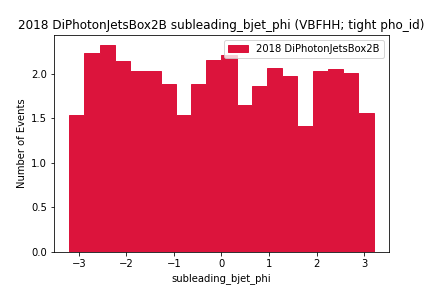 2018 DiPhotonJetsBox2B subleading_bjet_phi (VBFHH; tight pho_id)
2018 DiPhotonJetsBox2B
Number of Events
2.0
1.5
1.0
0.5
0.0
−3 −2 −1 0 1 2 3
subleading_bjet_phi